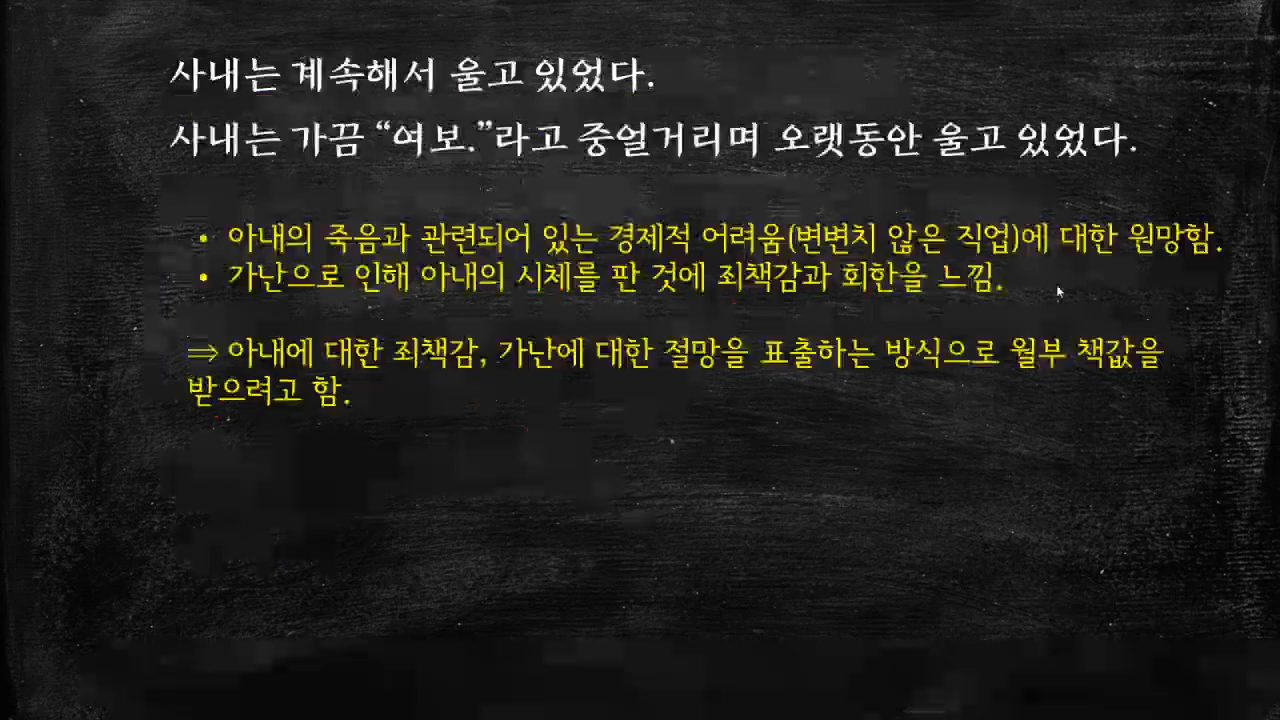 사내는 계속해서 울고 있었다.
사내는 가끔 “여보.”라고 중얼거리며 오랫동안 울고 있었다.
• 아내의 죽음과 관련되어 있는 경제적 어려움(변변치 않은 직업)에 대한 원망함.
• 가난으로 인해 아내의 시체를 판 것에 죄책감과 회한을 느낌.
⇒ 아내에 대한 죄책감, 가난에 대한 절망을 표출하는 방식으로 월부 책값을
받으려고 함.